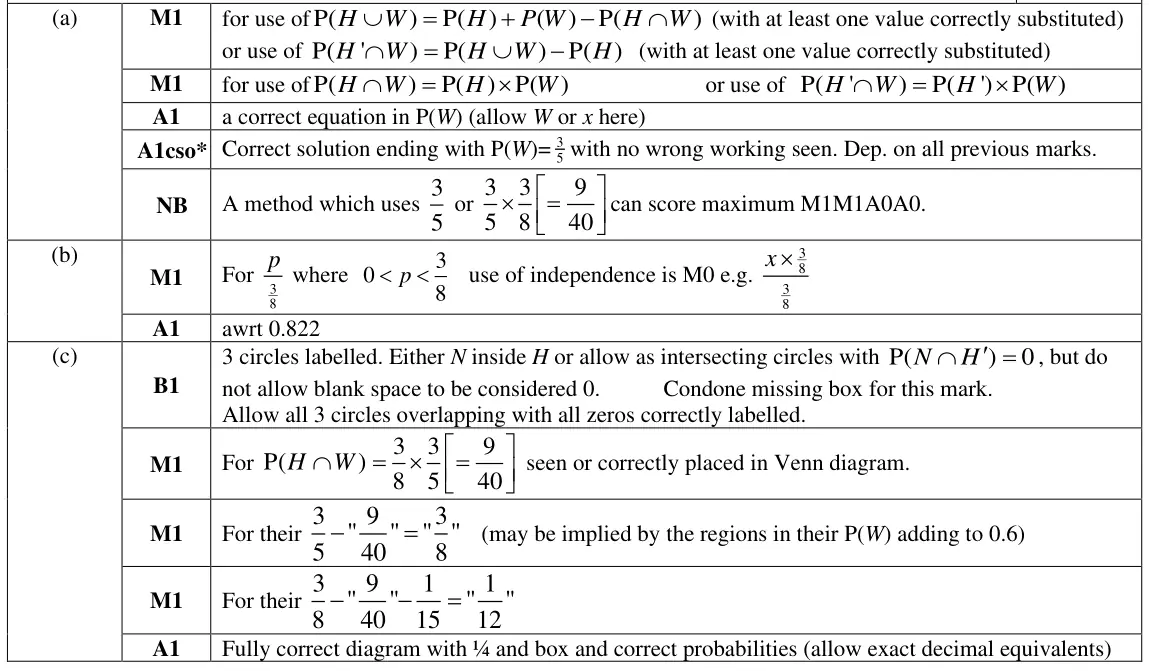 (a) M1 for use of P(H ∪ W) = P(H) + P(W) − P(H ∩ W) (with at least one value correctly substituted)
or use of P(H '∩ W) = P(H ∪ W) − P(H) (with at least one value correctly substituted)
M1 for use of P(H ∩ W) = P(H) × P(W) or use of P(H '∩ W) = P(H ') × P(W)
A1 a correct equation in P(W) (allow W or x here)
A1cso* Correct solution ending with P(W)= 3/5 with no wrong working seen. Dep. on all previous marks.
NB A method which uses 3/5 or 3/5 × 3/8 [= 9/40] can score maximum M1M1A0A0.
(b) M1 For p/(3/8) where 0 < p < 3/8 use of independence is M0 e.g. (x × 3/8)/(3/8)
A1 awrt 0.822
(c) B1 3 circles labelled. Either N inside H or allow as intersecting circles with P(N ∩ H′) = 0 , but do
not allow blank space to be considered 0. Condone missing box for this mark.
Allow all 3 circles overlapping with all zeros correctly labelled.
M1 For P(H ∩ W) = 3/8 × 3/5 [= 9/40] seen or correctly placed in Venn diagram.
M1 For their 3/5 − "9/40" = "3/8" (may be implied by the regions in their P(W) adding to 0.6)
M1 For their 3/8 − "9/40" − 1/15 = "1/12"
A1 Fully correct diagram with ¼ and box and correct probabilities (allow exact decimal equivalents)